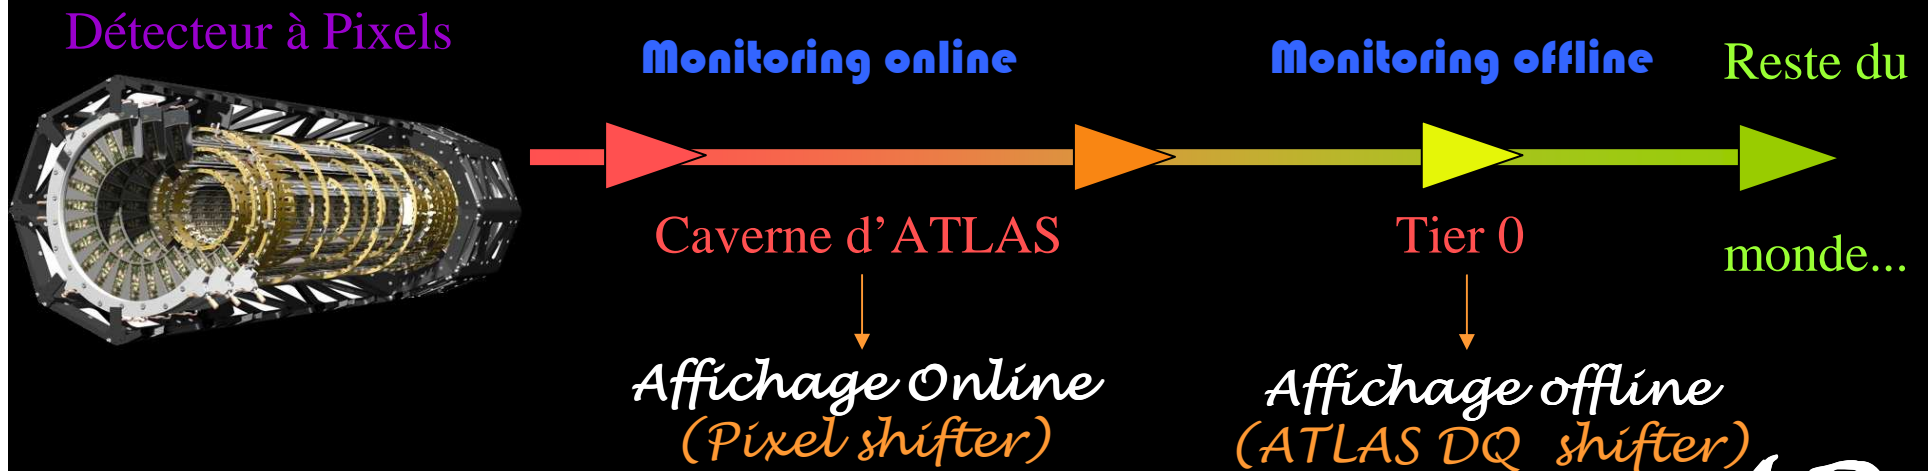 Détecteur à Pixels
Monitoring online
Monitoring offline
Reste du
monde...
Caverne d'ATLAS
Tier 0
Affichage Online
(Pixel shifter)
Affichage offline
(ATLAS DQ shifter)